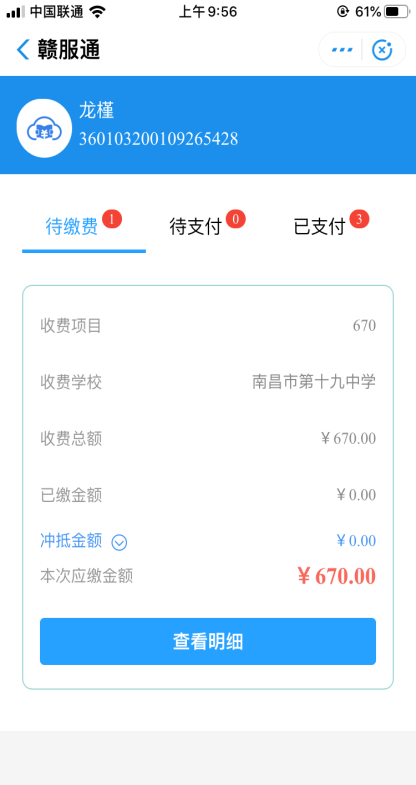 中国联通 上午9:56 61%
赣服通
龙槿
360103200109265428
待缴费 1 待支付 0 已支付 3
收费项目 670
收费学校 南昌市第十九中学
收费总额 ￥670.00
已缴金额 ￥0.00
冲抵金额 ￥0.00
本次应缴金额 ￥670.00
查看明细